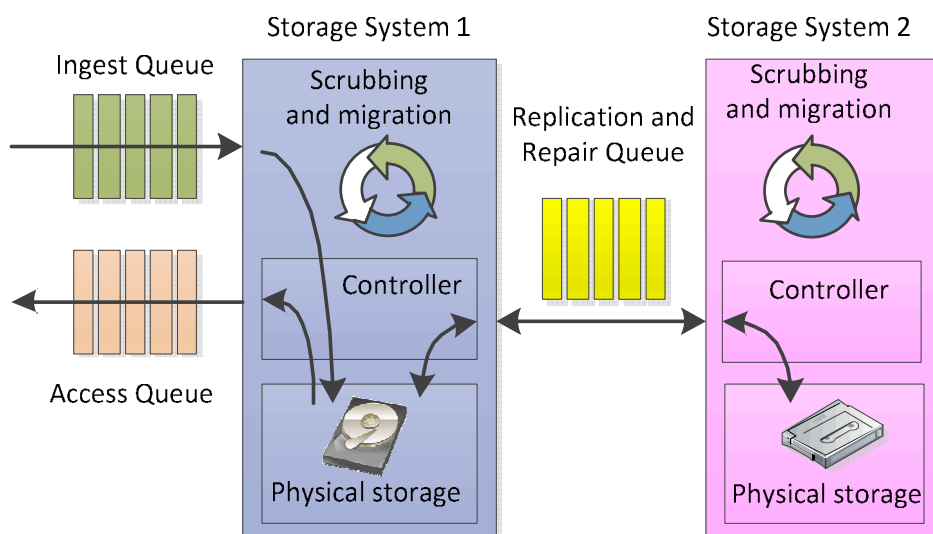 Storage System 1
Storage System 2
Ingest Queue
Scrubbing
and migration
Replication and
Repair Queue
Scrubbing
and migration
Controller
Controller
Access Queue
Physical storage
Physical storage